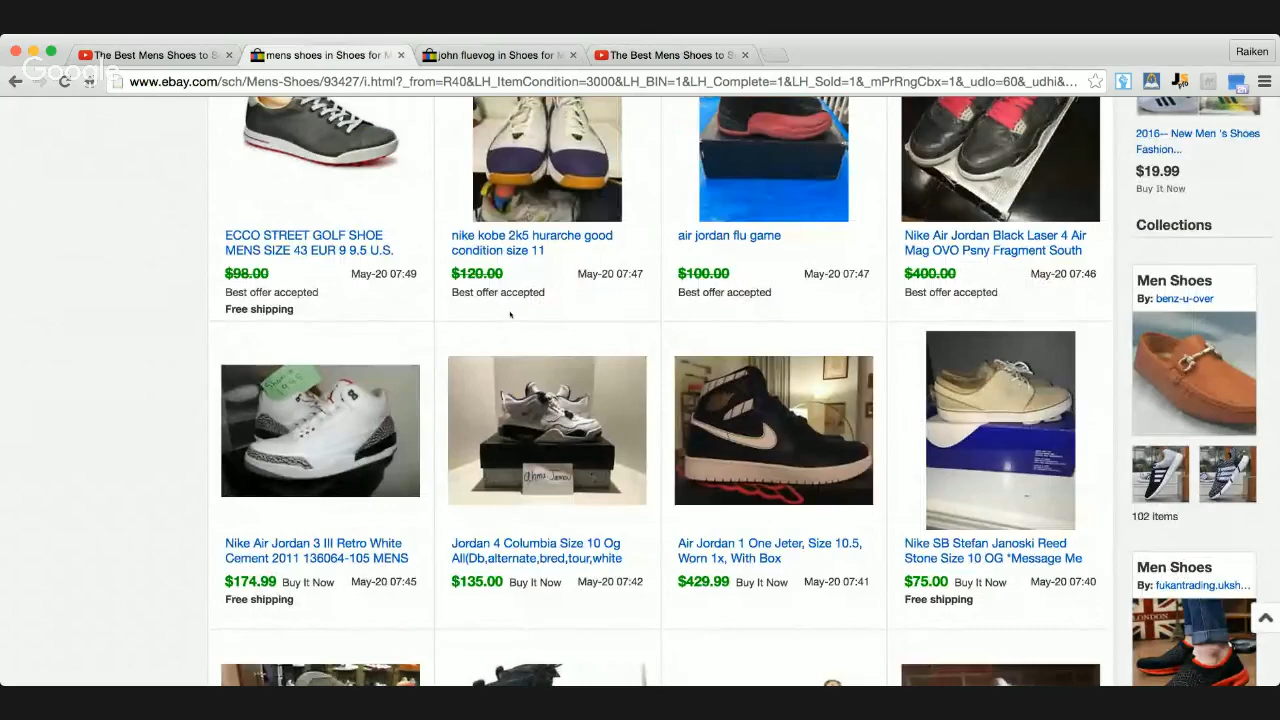 Raiken
The Best Mens Shoes to S
mens shoes in Shoes for M
john fluevog in Shoes for M
The Best Mens Shoes to S
Google
www.ebay.com/sch/Mens-Shoes/93427/i.html?_from=R40&LH_ItemCondition=3000&LH_BIN=1&LH_Complete=1&LH_Sold=1&_mPrRngCbx=1&_udlo=60&_udhi&...
ECCO STREET GOLF SHOE
MENS SIZE 43 EUR 9 9.5 U.S.
$98.00 May-20 07:49
Best offer accepted
Free shipping
nike kobe 2k5 hurarche good
condition size 11
$120.00 May-20 07:47
Best offer accepted
air jordan flu game
$100.00 May-20 07:47
Best offer accepted
Nike Air Jordan Black Laser 4 Air
Mag OVO Psny Fragment South
$400.00 May-20 07:46
Best offer accepted
Nike Air Jordan 3 III Retro White
Cement 2011 136064-105 MENS
$174.99 Buy It Now May-20 07:45
Free shipping
Jordan 4 Columbia Size 10 Og
All(Db,alternate,bred,tour,white
$135.00 Buy It Now May-20 07:42
Air Jordan 1 One Jeter, Size 10.5,
Worn 1x, With Box
$429.99 Buy It Now May-20 07:41
Nike SB Stefan Janoski Reed
Stone Size 10 OG "Message Me
$75.00 Buy It Now May-20 07:40
Free shipping
2016-- New Men 's Shoes
Fashion...
$19.99
Buy It Now
Collections
Men Shoes
By: benz-u-over
102 items
Men Shoes
By: fukantrading.uksh...
LONDON